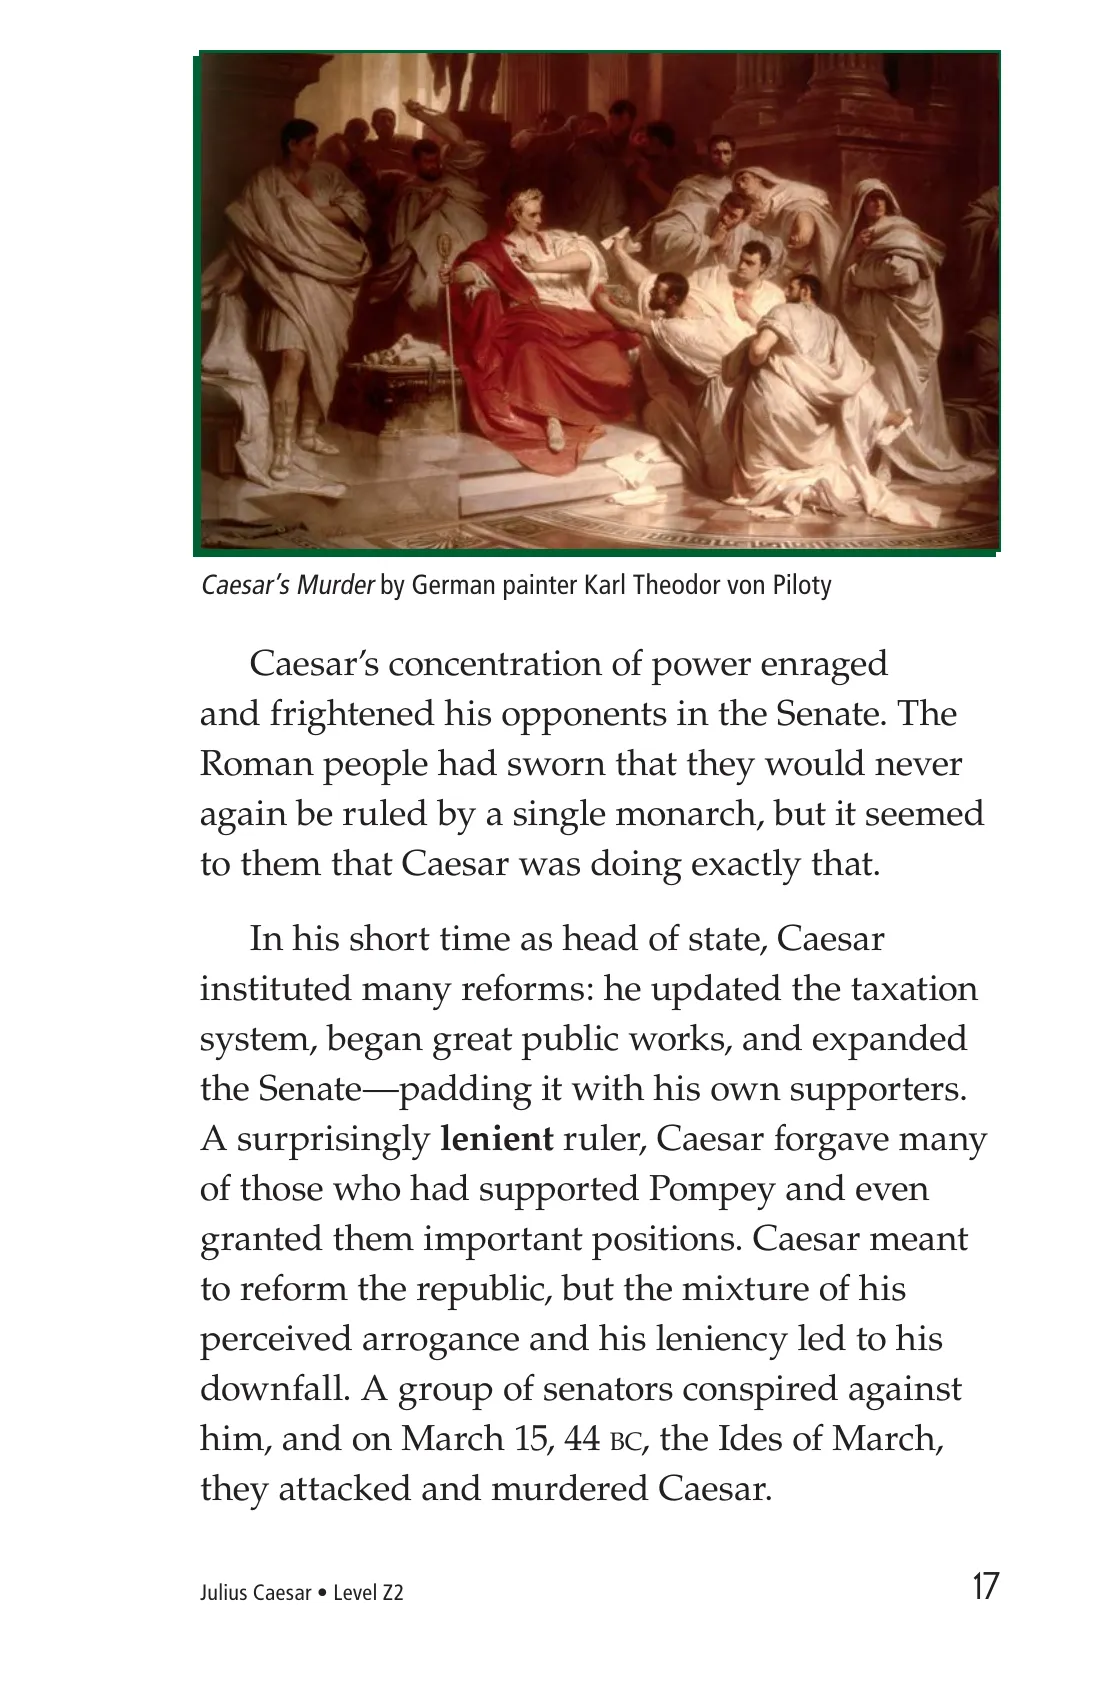 Caesar’s Murder by German painter Karl Theodor von Piloty
Caesar’s concentration of power enraged
and frightened his opponents in the Senate. The
Roman people had sworn that they would never
again be ruled by a single monarch, but it seemed
to them that Caesar was doing exactly that.
In his short time as head of state, Caesar
instituted many reforms: he updated the taxation
system, began great public works, and expanded
the Senate—padding it with his own supporters.
A surprisingly lenient ruler, Caesar forgave many
of those who had supported Pompey and even
granted them important positions. Caesar meant
to reform the republic, but the mixture of his
perceived arrogance and his leniency led to his
downfall. A group of senators conspired against
him, and on March 15, 44 BC, the Ides of March,
they attacked and murdered Caesar.
Julius Caesar • Level Z2
17